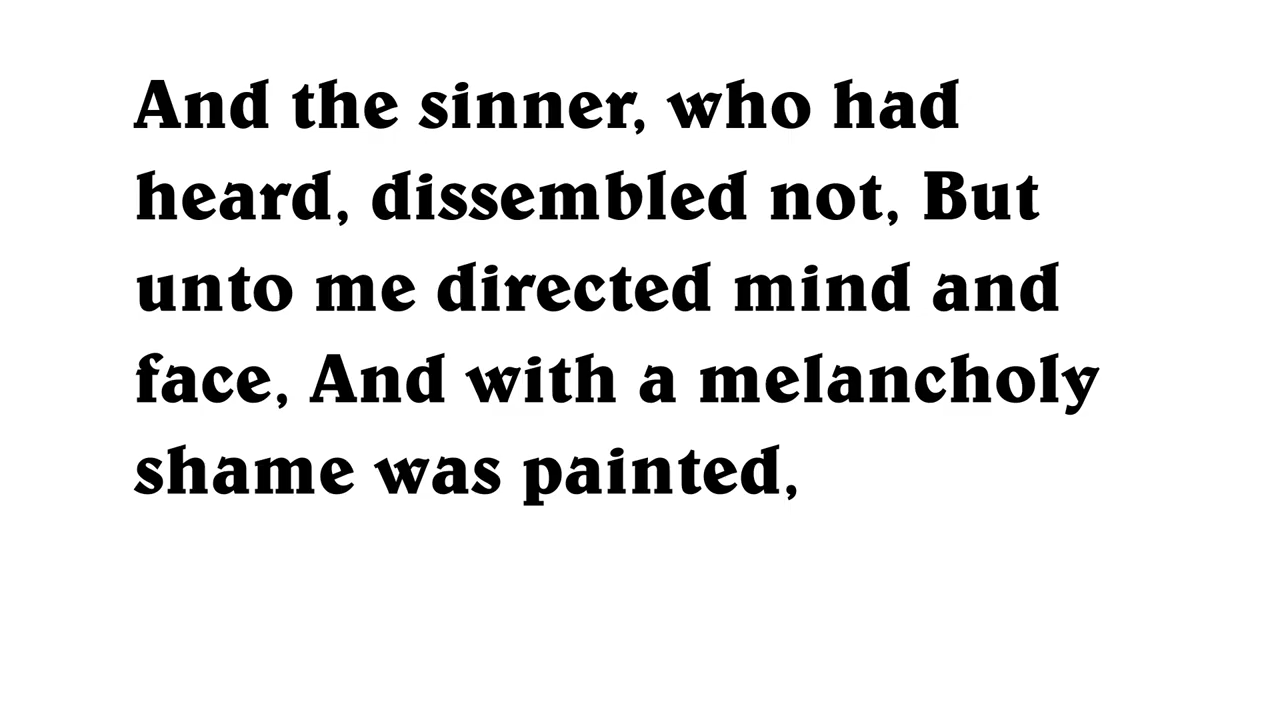 And the sinner, who had
heard, dissembled not, But
unto me directed mind and
face, And with a melancholy
shame was painted,